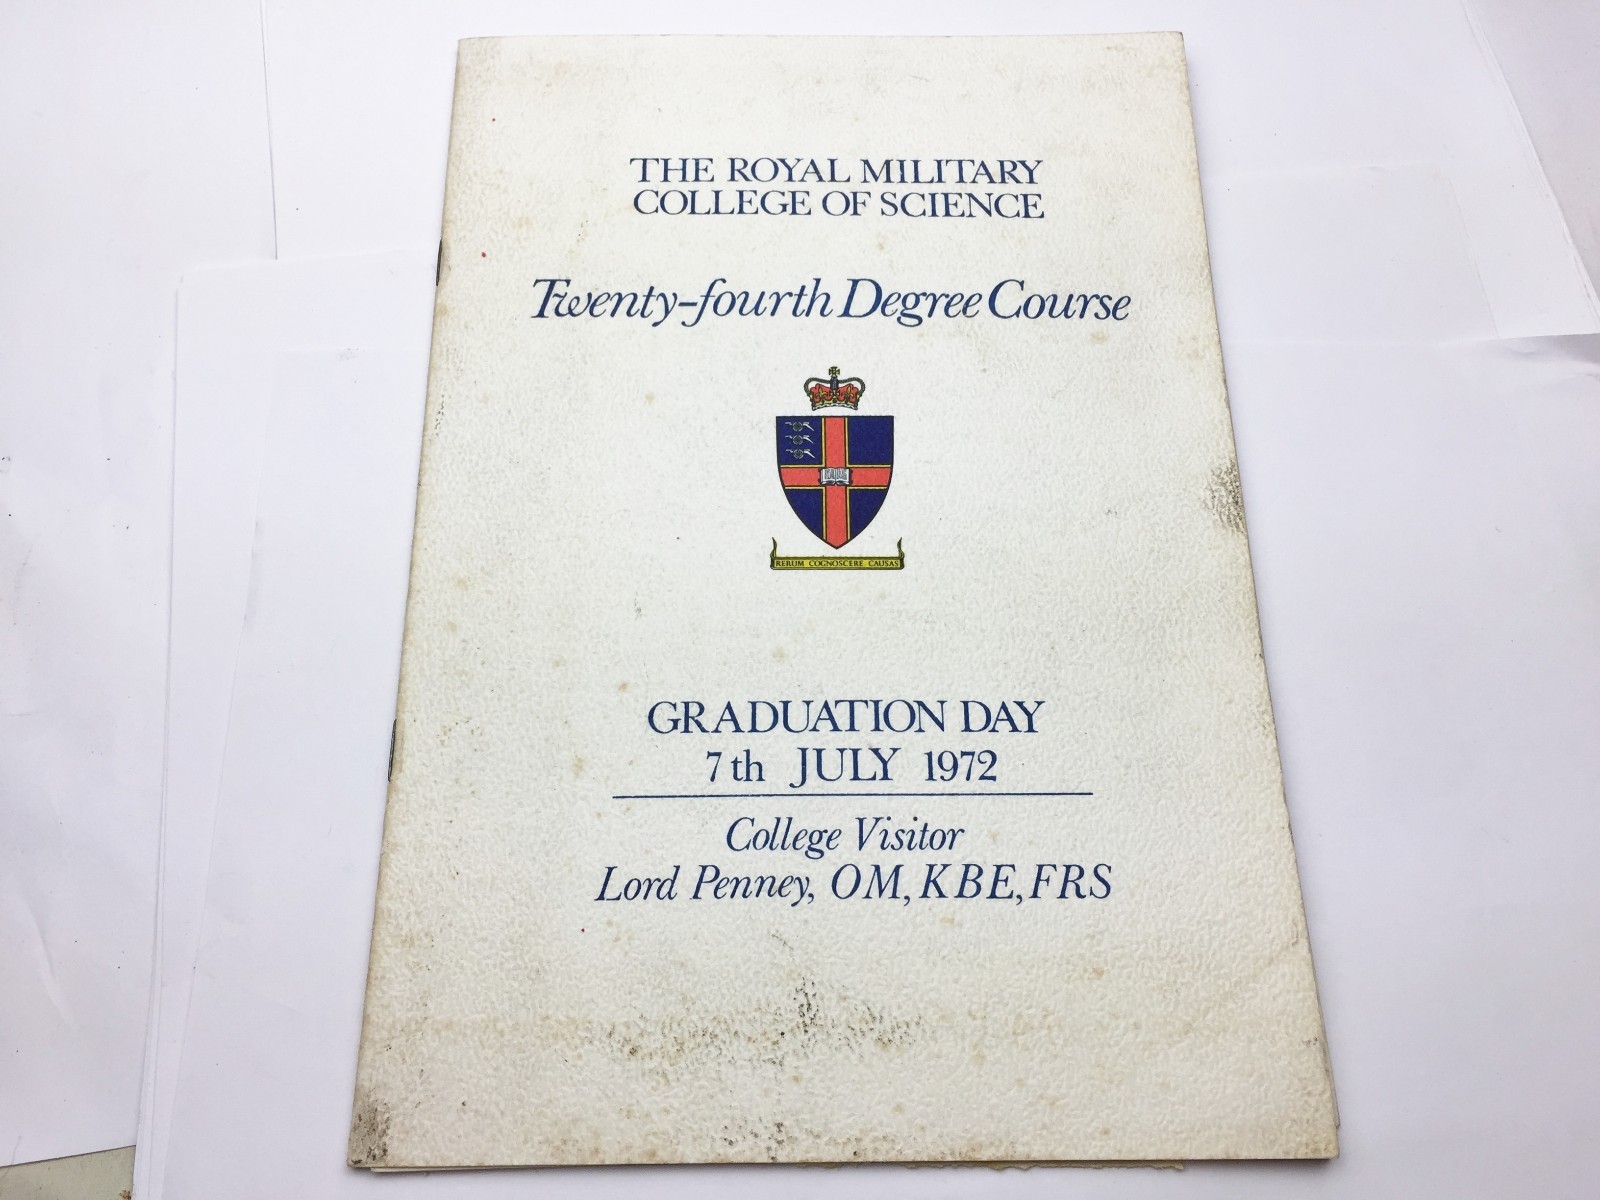 THE ROYAL MILITARY
COLLEGE OF SCIENCE
Twenty-fourth Degree Course
RERUM COGNOSCERE CAUSAS
GRADUATION DAY
7th JULY 1972
College Visitor
Lord Penney, OM, KBE, FRS